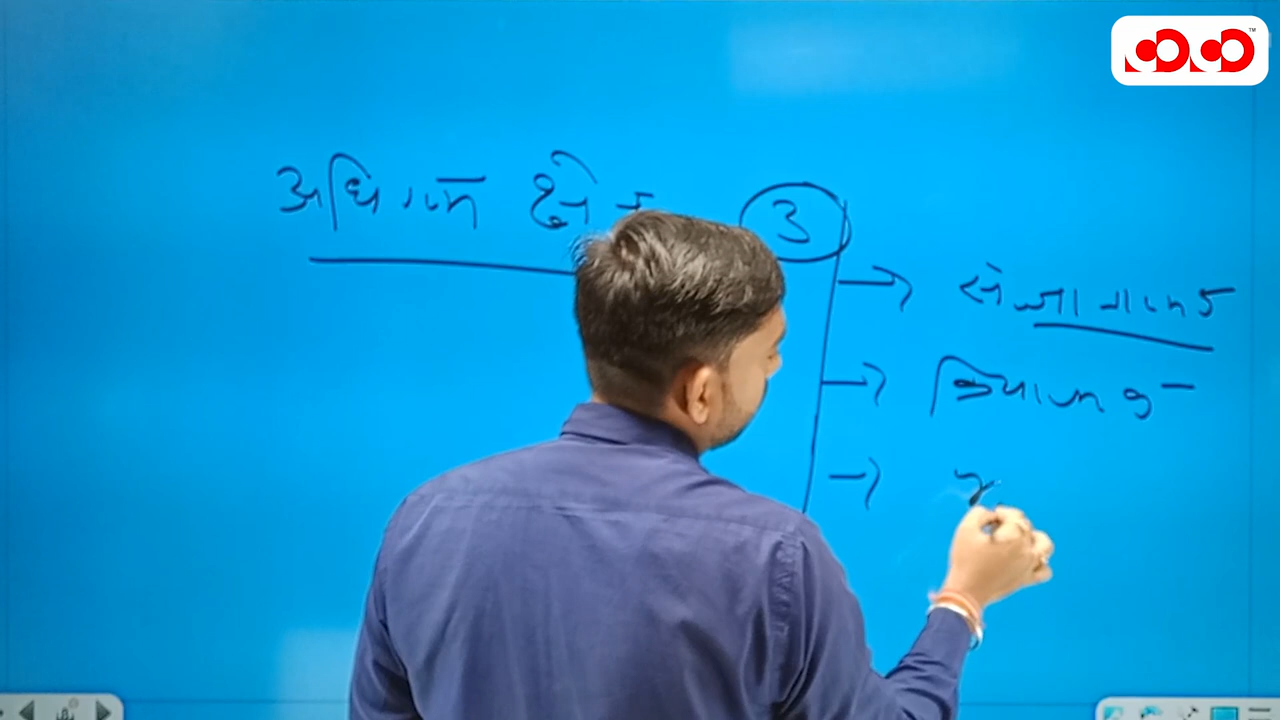 अधिगम क्षेत्र 3
→ संज्ञानात्मक
→ क्रियात्मक
→